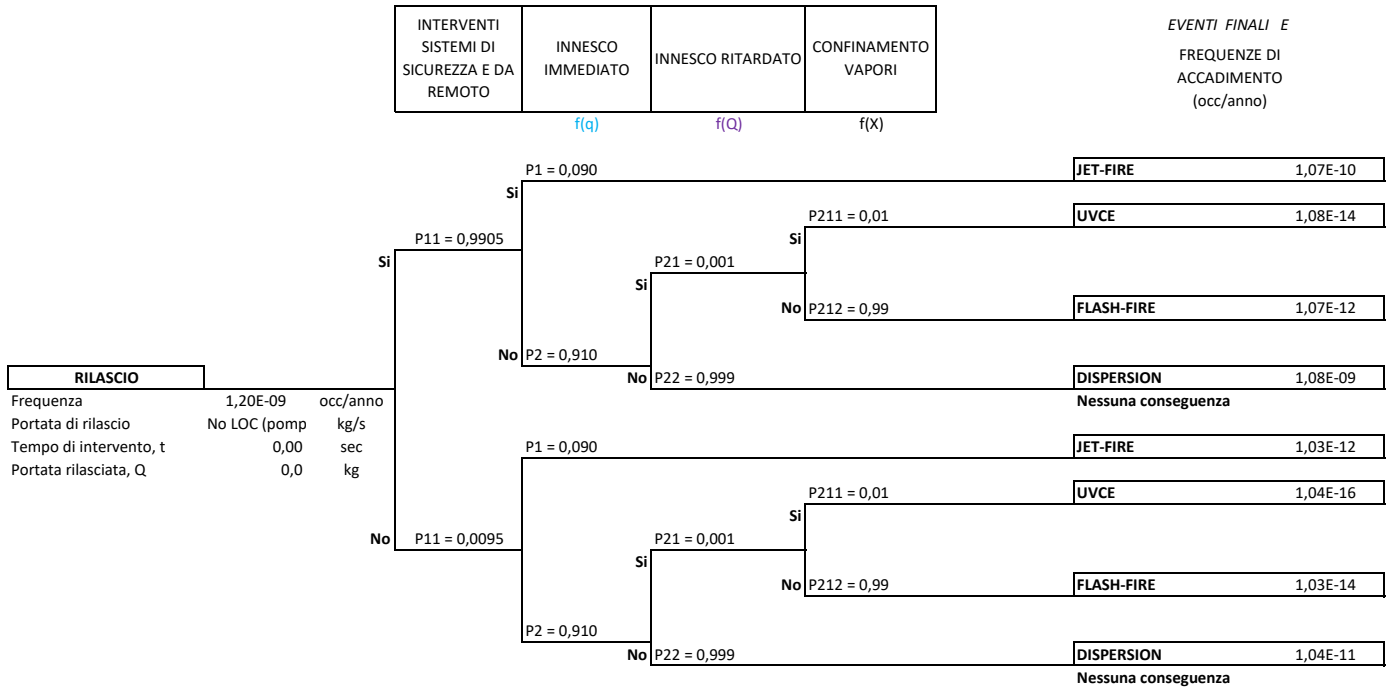 INTERVENTI
SISTEMI DI
SICUREZZA E DA
REMOTO
INNESCO
IMMEDIATO
INNESCO RITARDATO
CONFINAMENTO
VAPORI
EVENTI FINALI E
FREQUENZE DI
ACCADIMENTO
(occ/anno)
f(q)
f(Q)
f(X)
P1 = 0,090
JET-FIRE 1,07E-10
Si
P211 = 0,01
UVCE 1,08E-14
P11 = 0,9905
Si
Si
P21 = 0,001
Si
No P212 = 0,99
FLASH-FIRE 1,07E-12
No P2 = 0,910
No P22 = 0,999
DISPERSION 1,08E-09
Nessuna conseguenza
RILASCIO
Frequenza 1,20E-09 occ/anno
Portata di rilascio No LOC (pomp kg/s
Tempo di intervento, t 0,00 sec
Portata rilasciata, Q 0,0 kg
P1 = 0,090
JET-FIRE 1,03E-12
P211 = 0,01
UVCE 1,04E-16
Si
No P11 = 0,0095
P21 = 0,001
Si
No P212 = 0,99
FLASH-FIRE 1,03E-14
P2 = 0,910
No P22 = 0,999
DISPERSION 1,04E-11
Nessuna conseguenza